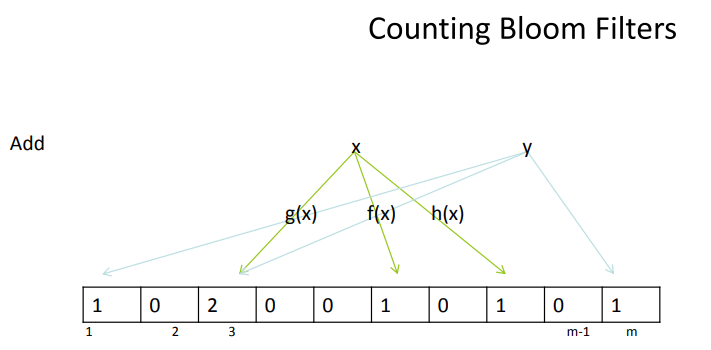 Counting Bloom Filters
Add
x y
g(x) f(x) h(x)
1 0 2 0 0 1 0 1 0 1
1 2 3 m-1 m